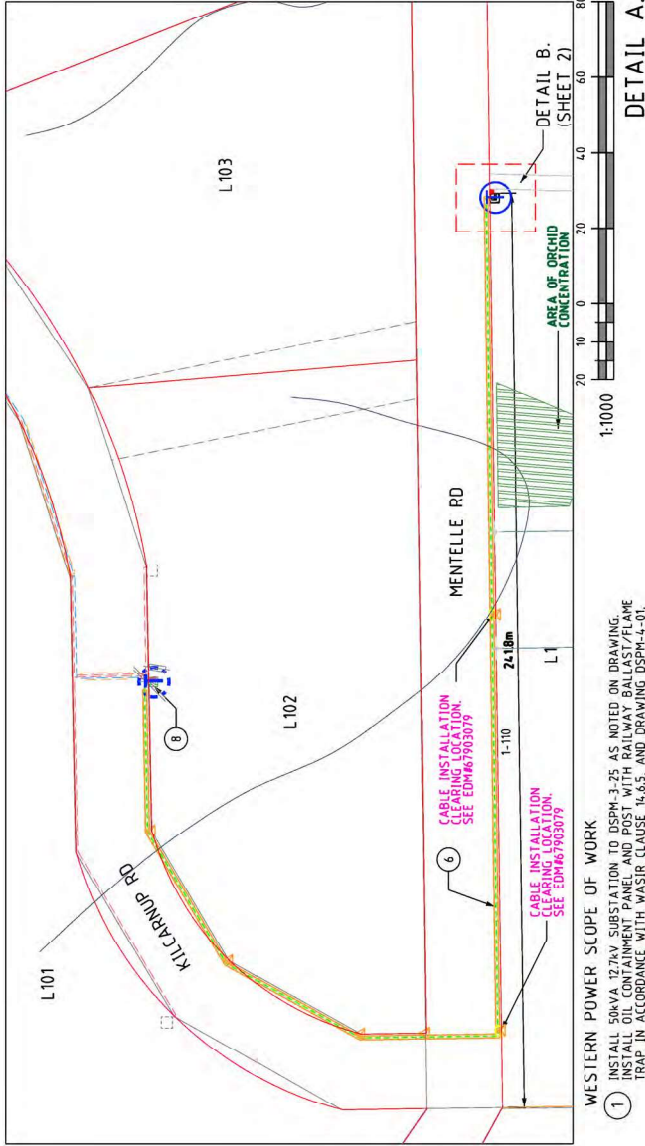 L101
KILCARNUP RD
8
L102
L103
MENTELLE RD
CABLE INSTALLATION
CLEARING LOCATION.
SEE EDM#67903079
6
CABLE INSTALLATION
CLEARING LOCATION.
SEE EDM#67903079
1-110
241.8m
L1
AREA OF ORCHID
CONCENTRATION
DETAIL B.
(SHEET 2)
20 10 0 20 40 60 80
1:1000
DETAIL A.
WESTERN POWER SCOPE OF WORK
1 INSTALL 50kVA 12.7kV SUBSTATION TO DSPM-3-25 AS NOTED ON DRAWING.
INSTALL OIL CONTAINMENT PANEL AND POST WITH RAILWAY BALLAST/FLAME
TRAP IN ACCORDANCE WITH WASIR CLAUSE 14.6.5. AND DRAWING DSPM-4-01.